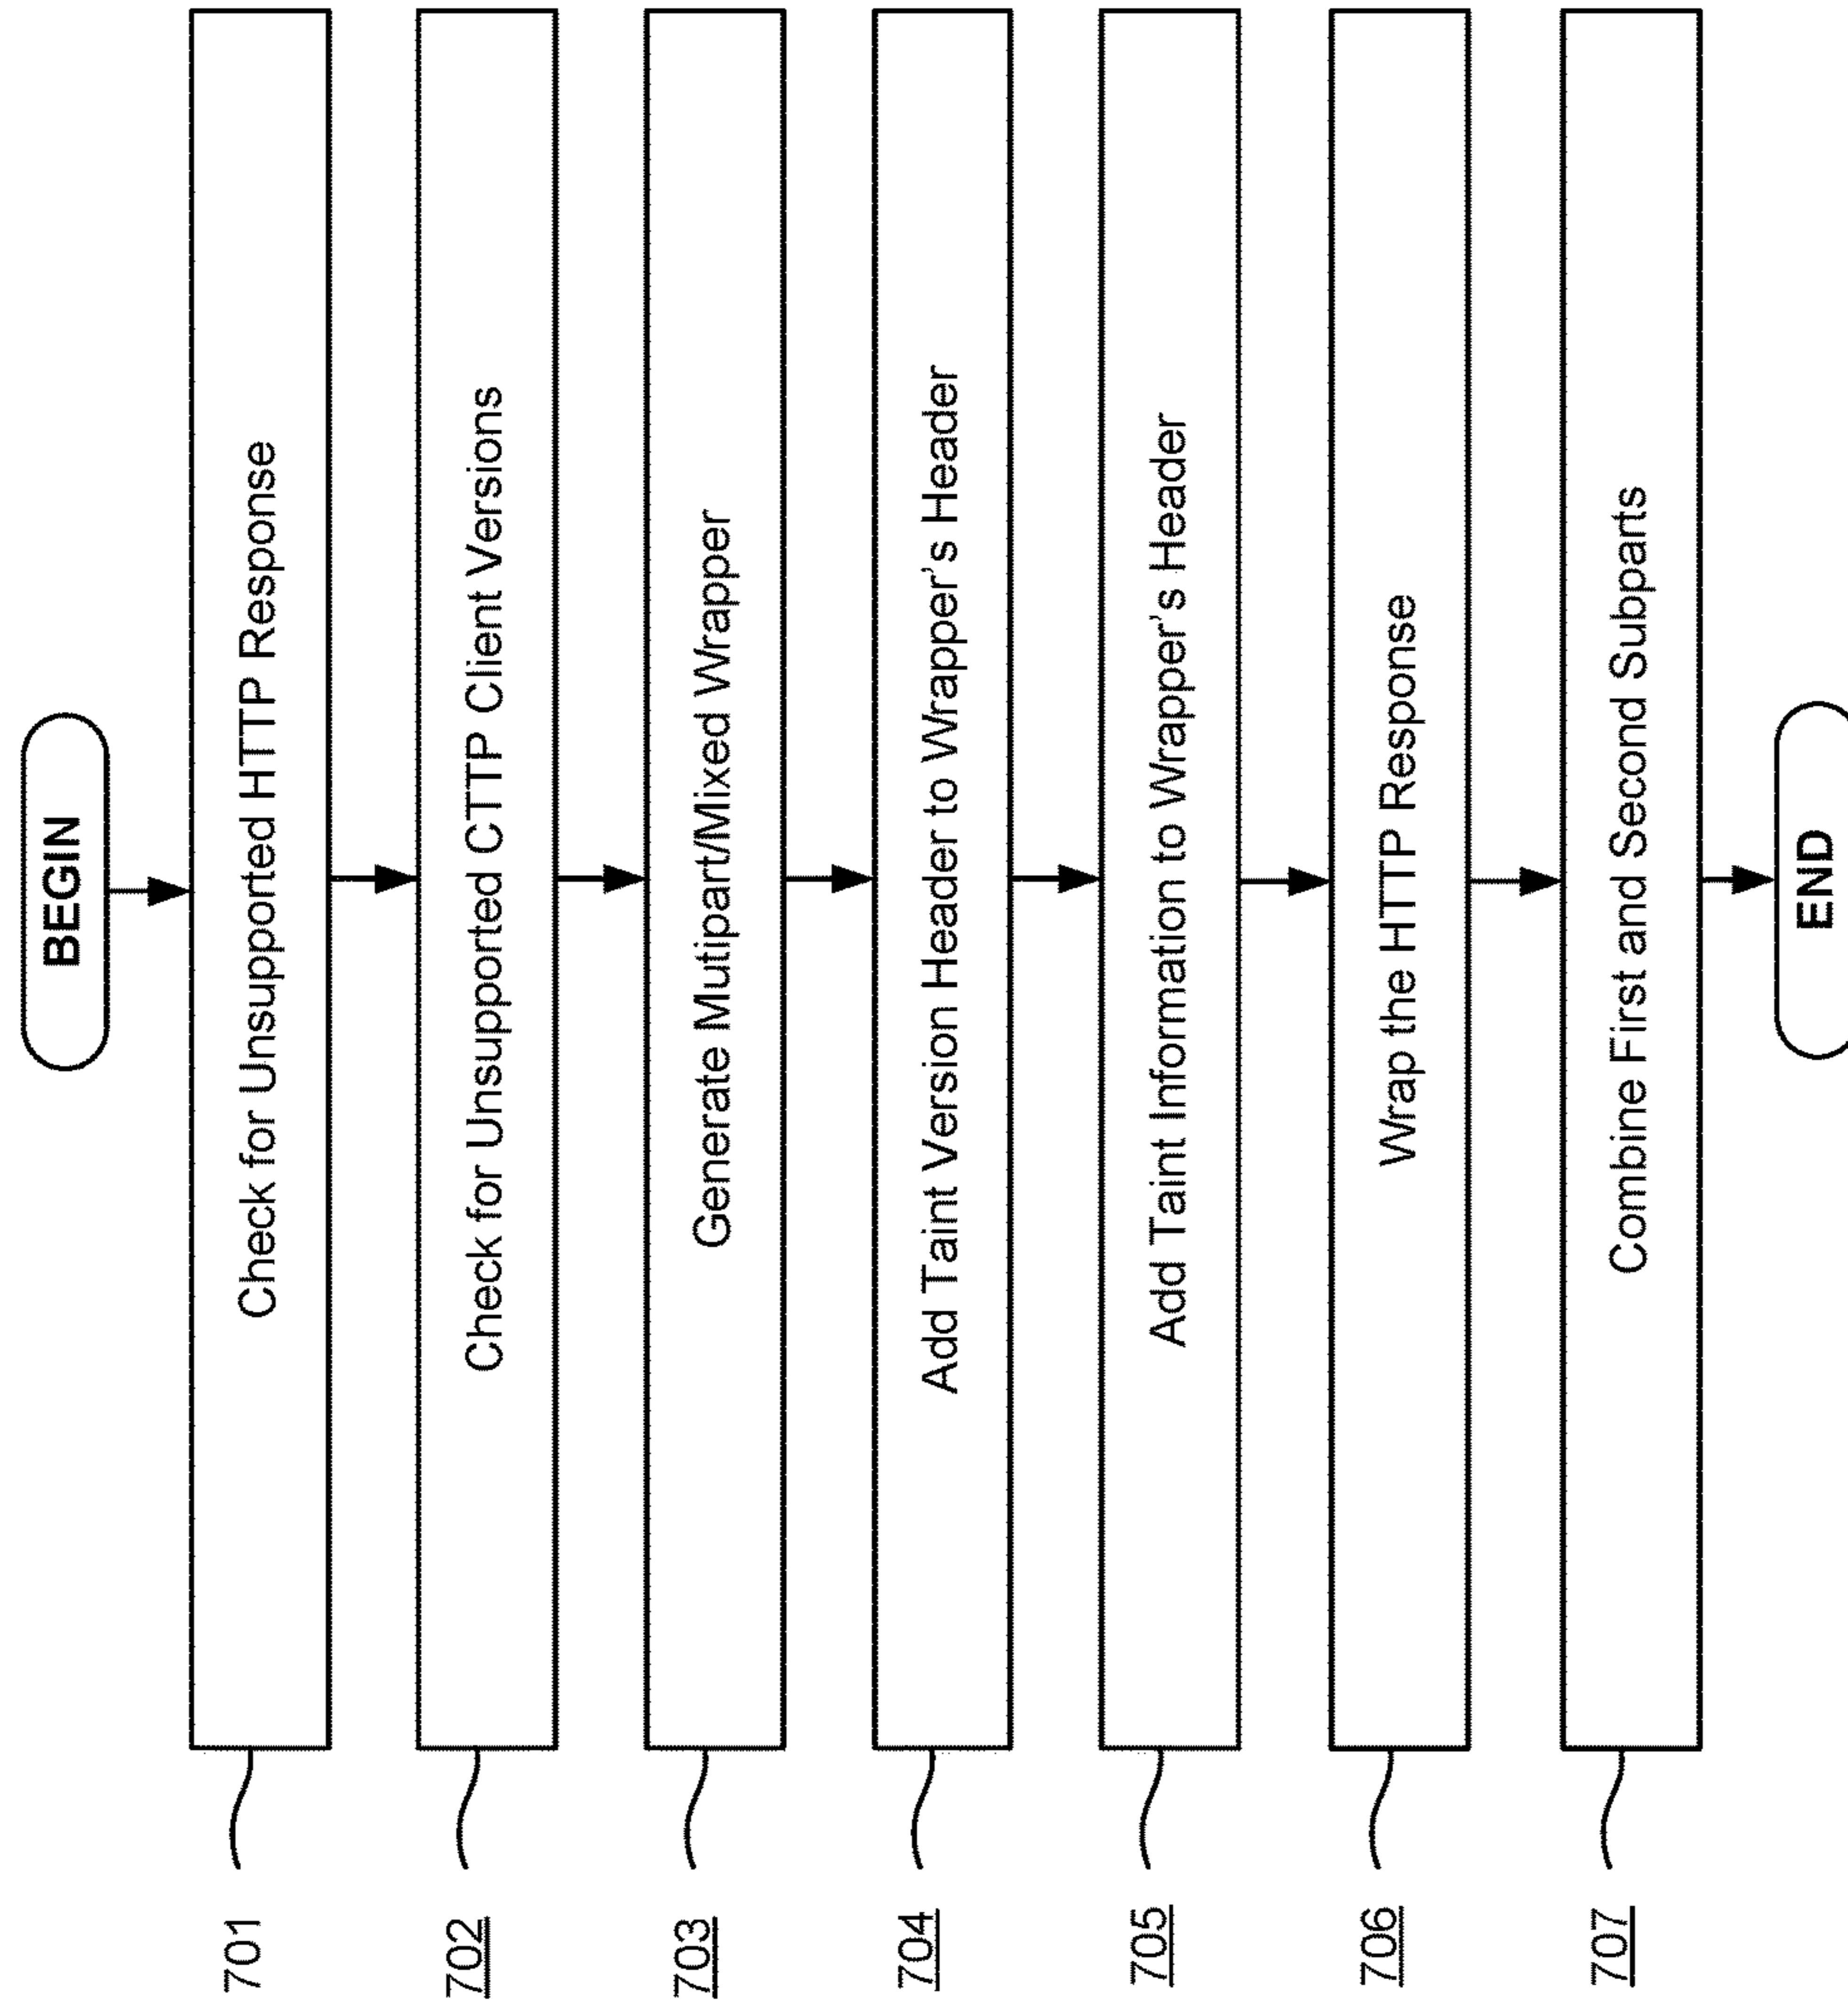 BEGIN
701 Check for Unsupported HTTP Response
702 Check for Unsupported CTTP Client Versions
703 Generate Mutipart/Mixed Wrapper
704 Add Taint Version Header to Wrapper's Header
705 Add Taint Information to Wrapper's Header
706 Wrap the HTTP Response
707 Combine First and Second Subparts
END